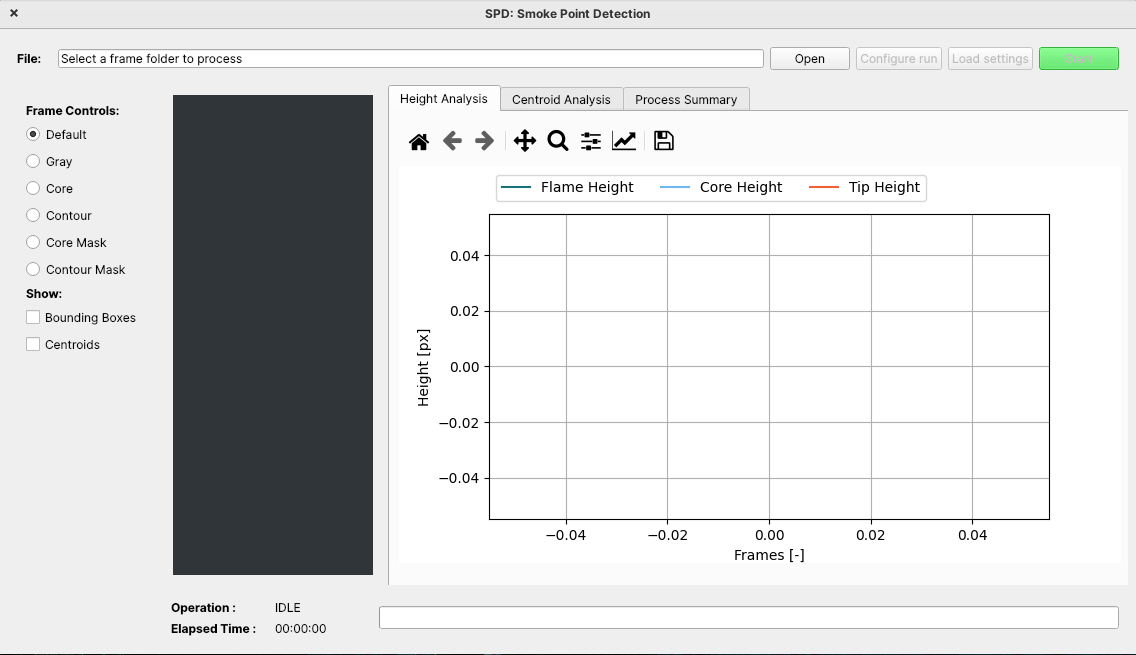 SPD: Smoke Point Detection
File: Select a frame folder to process Open Configure run Load settings Start
Frame Controls:
Default
Gray
Core
Contour
Core Mask
Contour Mask
Show:
Bounding Boxes
Centroids
Height Analysis Centroid Analysis Process Summary
Flame Height Core Height Tip Height
Height [px]
0.04
0.02
0.00
−0.02
−0.04
−0.04 −0.02 0.00 0.02 0.04
Frames [-]
Operation : IDLE
Elapsed Time : 00:00:00